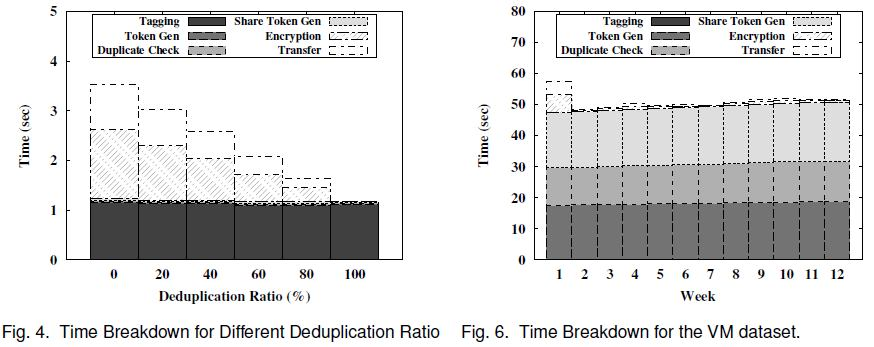 5
4
3
2
1
0
Time (sec)
Tagging
Token Gen
Duplicate Check
Share Token Gen
Encryption
Transfer
0 20 40 60 80 100
Deduplication Ratio (%)
Fig. 4. Time Breakdown for Different Deduplication Ratio
80
70
60
50
40
30
20
10
0
Time (sec)
Tagging
Token Gen
Duplicate Check
Share Token Gen
Encryption
Transfer
1 2 3 4 5 6 7 8 9 10 11 12
Week
Fig. 6. Time Breakdown for the VM dataset.